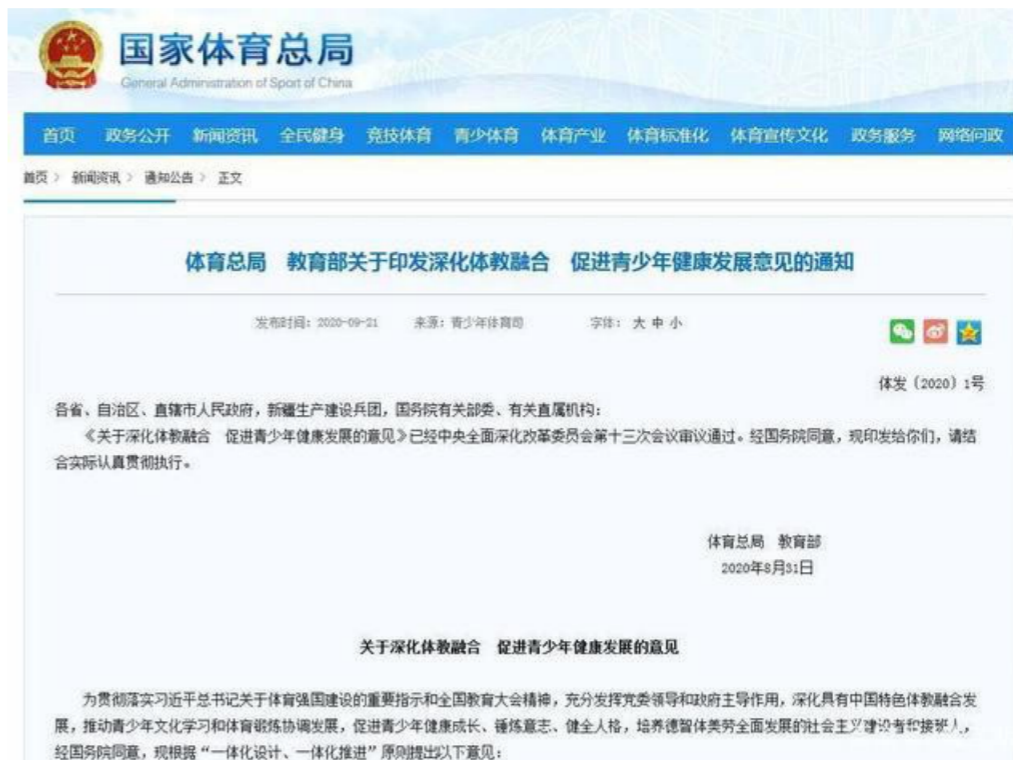 国家体育总局
General Administration of Sport of China
首页 政务公开 新闻资讯 全民健身 竞技体育 青少体育 体育产业 体育标准化 体育宣传文化 政务服务 网络问政
首页 > 新闻资讯 > 通知公告 > 正文
体育总局 教育部关于印发深化体教融合 促进青少年健康发展意见的通知
发布时间：2020-09-21 来源：青少年体育司 字体：大 中 小
体发〔2020〕1号
各省、自治区、直辖市人民政府，新疆生产建设兵团，国务院有关部委、有关直属机构：
《关于深化体教融合 促进青少年健康发展的意见》已经中央全面深化改革委员会第十三次会议审议通过。经国务院同意，现印发给你们，请结
合实际认真贯彻执行。
体育总局 教育部
2020年8月31日
关于深化体教融合 促进青少年健康发展的意见
为贯彻落实习近平总书记关于体育强国建设的重要指示和全国教育大会精神，充分发挥党委领导和政府主导作用，深化具有中国特色体教融合发
展，推动青少年文化学习和体育锻炼协调发展，促进青少年健康成长、锤炼意志、健全人格，培养德智体美劳全面发展的社会主义建设者和接班人，
经国务院同意，现根据“一体化设计、一体化推进”原则提出以下意见：